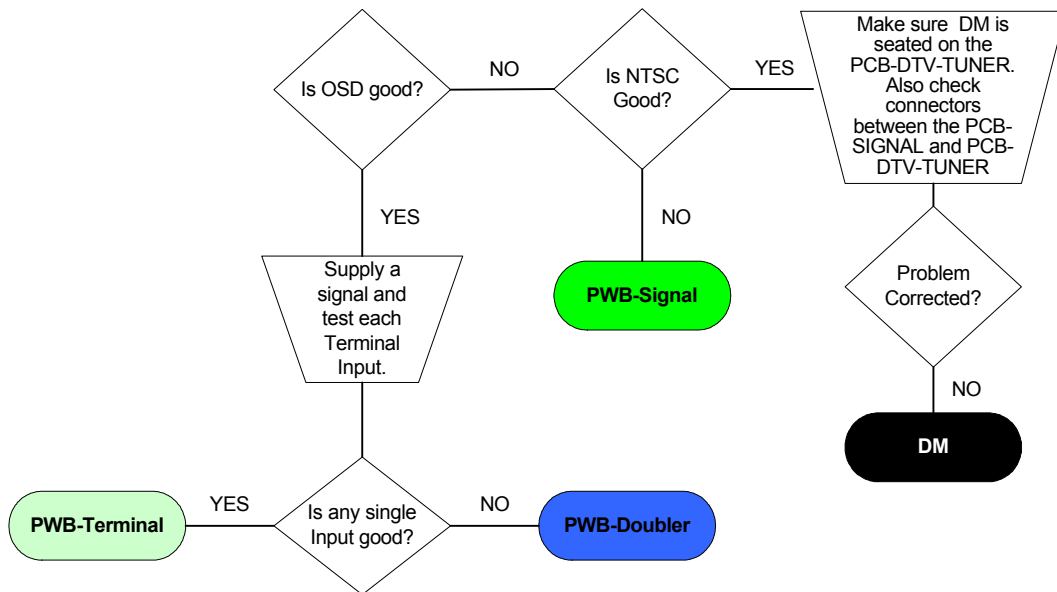 Is OSD good?
NO
Is NTSC
Good?
YES
Make sure DM is
seated on the
PCB-DTV-TUNER.
Also check
connectors
between the PCB-
SIGNAL and PCB-
DTV-TUNER
YES
NO
Supply a
signal and
test each
Terminal
Input.
PWB-Signal
Problem
Corrected?
NO
DM
PWB-Terminal
YES
Is any single
Input good?
NO
PWB-Doubler